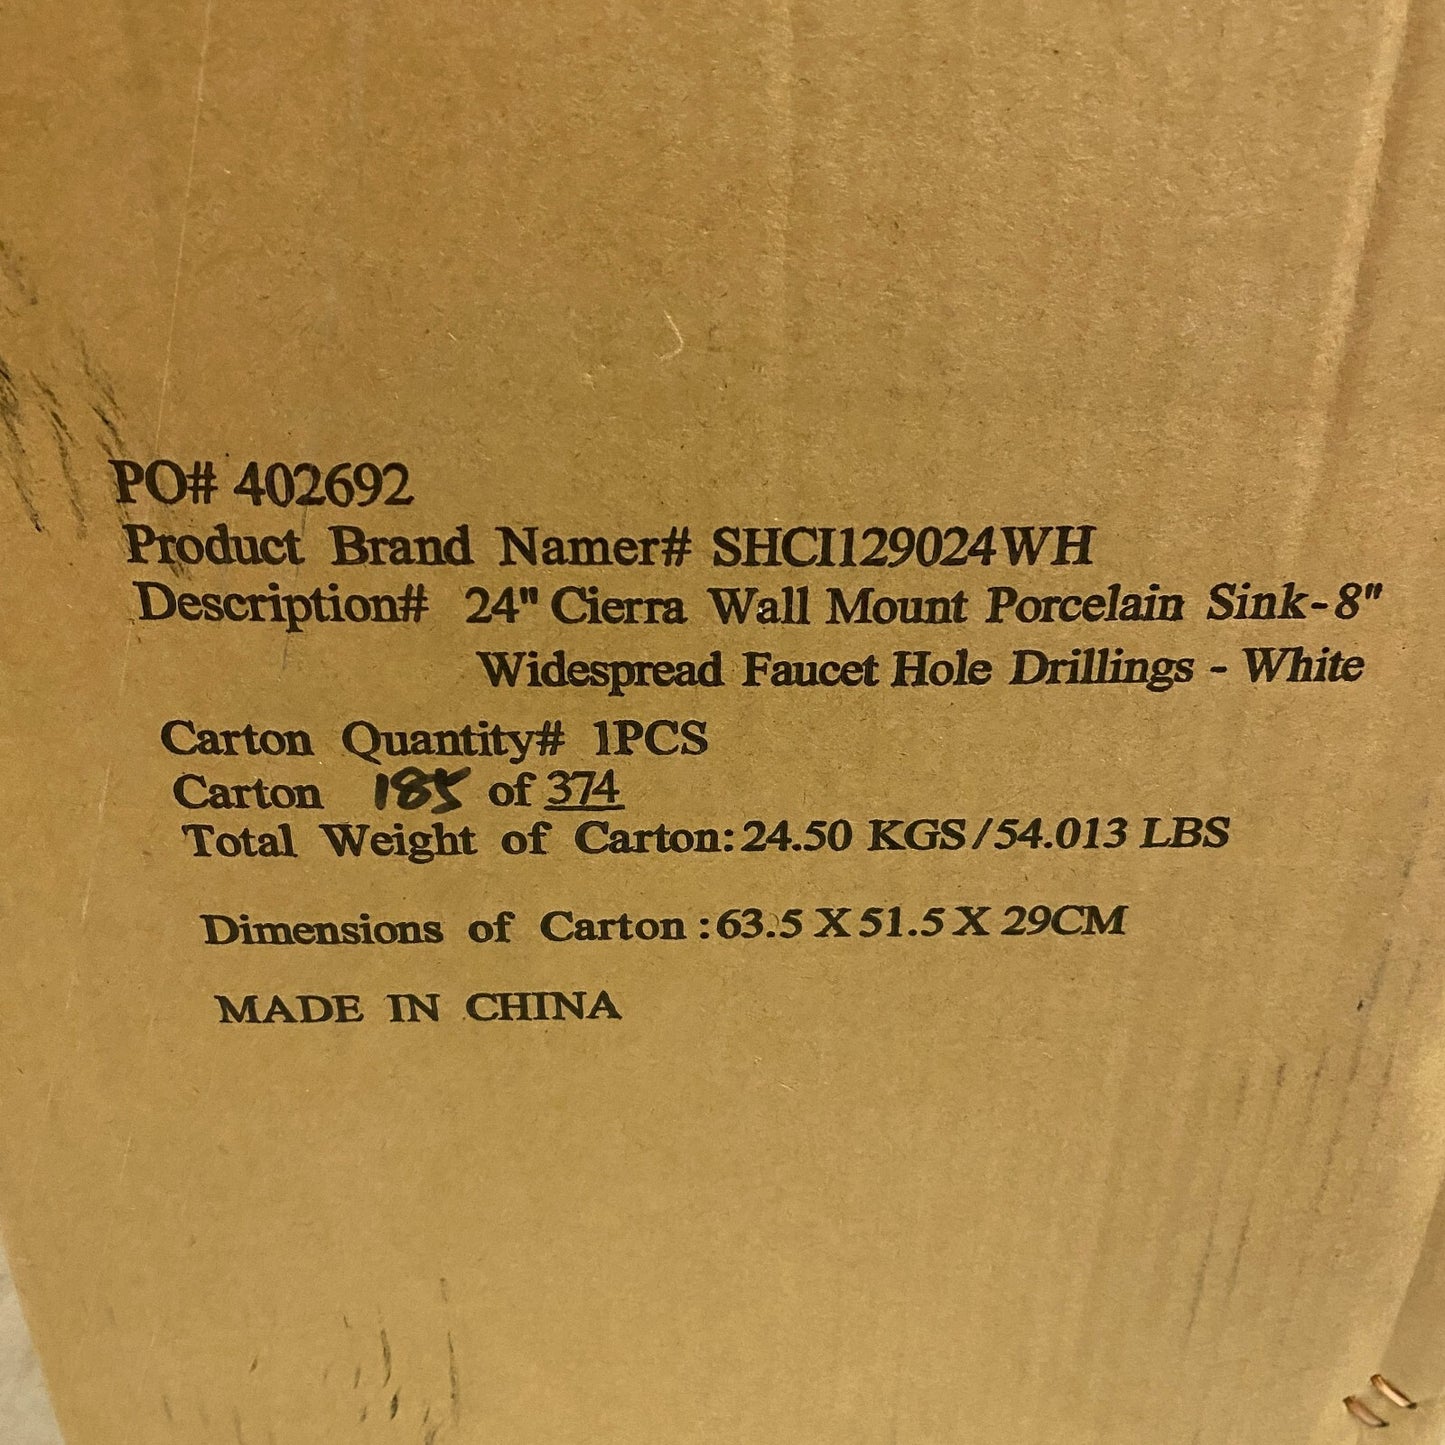 PO# 402692
Product Brand Namer# SHCI129024WH
Description# 24" Cierra Wall Mount Porcelain Sink-8"
Widespread Faucet Hole Drillings - White
Carton Quantity# 1PCS
Carton 185 of 374
Total Weight of Carton:24.50 KGS/54.013 LBS
Dimensions of Carton :63.5 X 51.5 X 29CM
MADE IN CHINA